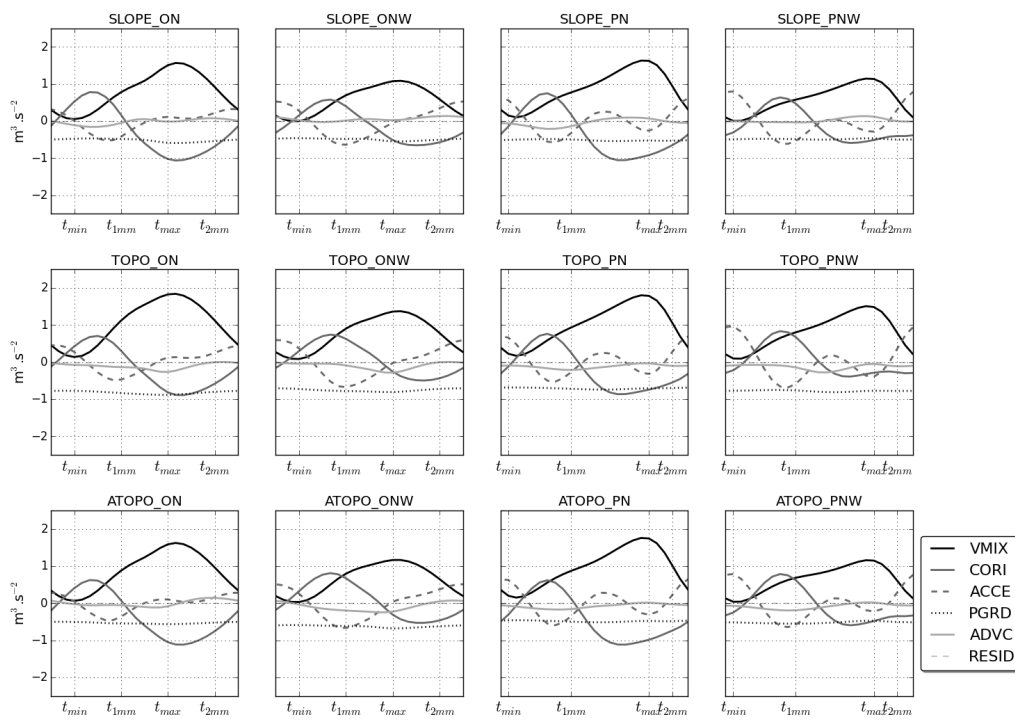 SLOPE_ON SLOPE_ONW SLOPE_PN SLOPE_PNW
2
1
0
−1
−2
m³.s⁻²
t_min t_1mm t_max t_2mm t_min t_1mm t_max t_2mm t_min t_1mm t_max t_2mm t_min t_1mm t_max t_2mm
TOPO_ON TOPO_ONW TOPO_PN TOPO_PNW
2
1
0
−1
−2
m³.s⁻²
t_min t_1mm t_max t_2mm t_min t_1mm t_max t_2mm t_min t_1mm t_max t_2mm t_min t_1mm t_max t_2mm
ATOPO_ON ATOPO_ONW ATOPO_PN ATOPO_PNW
2
1
0
−1
−2
m³.s⁻²
t_min t_1mm t_max t_2mm t_min t_1mm t_max t_2mm t_min t_1mm t_max t_2mm t_min t_1mm t_max t_2mm
VMIX
CORI
ACCE
PGRD
ADVC
RESID